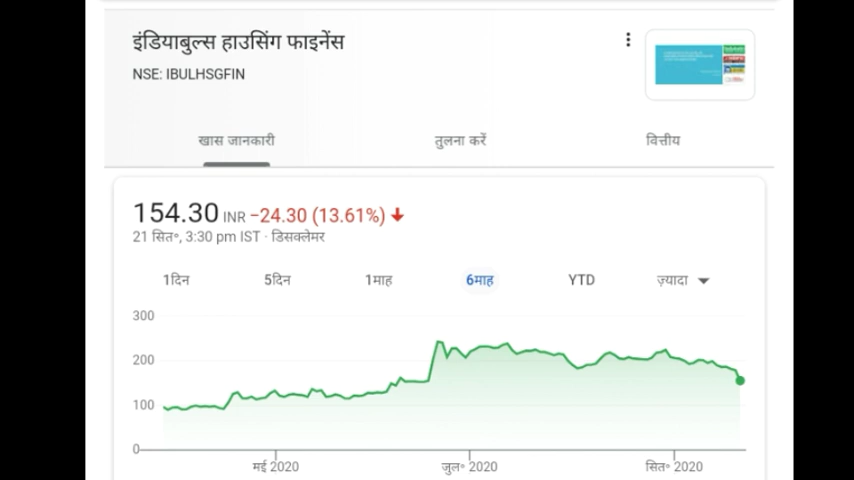 इंडियाबुल्स हाउसिंग फाइनेंस
NSE: IBULHSGFIN
खास जानकारी
तुलना करें
वित्तीय
154.30 INR −24.30 (13.61%)
21 सित॰, 3:30 pm IST · डिसक्लेमर
1दिन 5दिन 1माह 6माह YTD ज़्यादा
300
200
100
0
मई 2020 जुल॰ 2020 सित॰ 2020